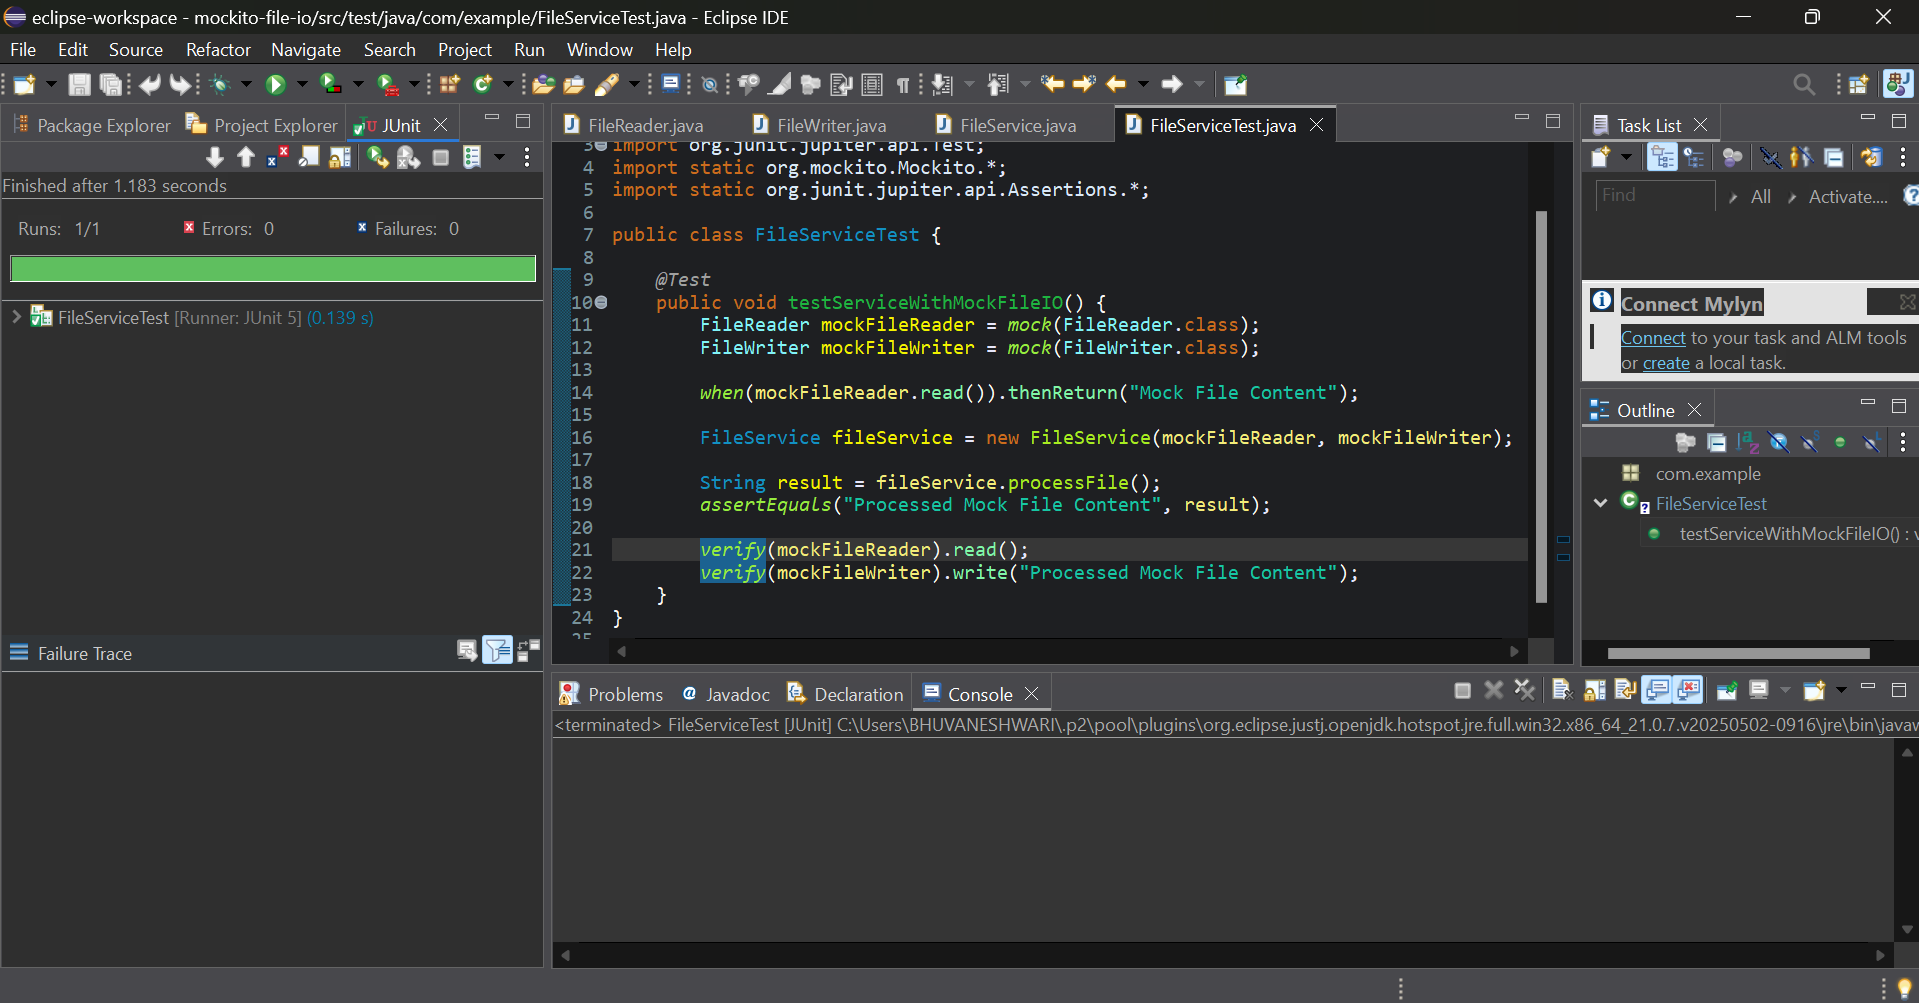 eclipse-workspace - mockito-file-io/src/test/java/com/example/FileServiceTest.java - Eclipse IDE
File Edit Source Refactor Navigate Search Project Run Window Help
Package Explorer Project Explorer JUnit
Finished after 1.183 seconds
Runs: 1/1 Errors: 0 Failures: 0
FileServiceTest [Runner: JUnit 5] (0.139 s)
Failure Trace
FileReader.java FileWriter.java FileService.java FileServiceTest.java
3 import org.junit.jupiter.api.Test;
4 import static org.mockito.Mockito.*;
5 import static org.junit.jupiter.api.Assertions.*;
6
7 public class FileServiceTest {
8
9 @Test
10 public void testServiceWithMockFileIO() {
11 FileReader mockFileReader = mock(FileReader.class);
12 FileWriter mockFileWriter = mock(FileWriter.class);
13
14 when(mockFileReader.read()).thenReturn("Mock File Content");
15
16 FileService fileService = new FileService(mockFileReader, mockFileWriter);
17
18 String result = fileService.processFile();
19 assertEquals("Processed Mock File Content", result);
20
21 verify(mockFileReader).read();
22 verify(mockFileWriter).write("Processed Mock File Content");
23 }
24 }
25
Task List
Find All Activate....
Connect Mylyn
Connect to your task and ALM tools
or create a local task.
Outline
com.example
FileServiceTest
testServiceWithMockFileIO() : v
Problems Javadoc Declaration Console
<terminated> FileServiceTest [JUnit] C:\Users\BHUVANESHWARI\.p2\pool\plugins\org.eclipse.justj.openjdk.hotspot.jre.full.win32.x86_64_21.0.7.v20250502-0916\jre\bin\javaw